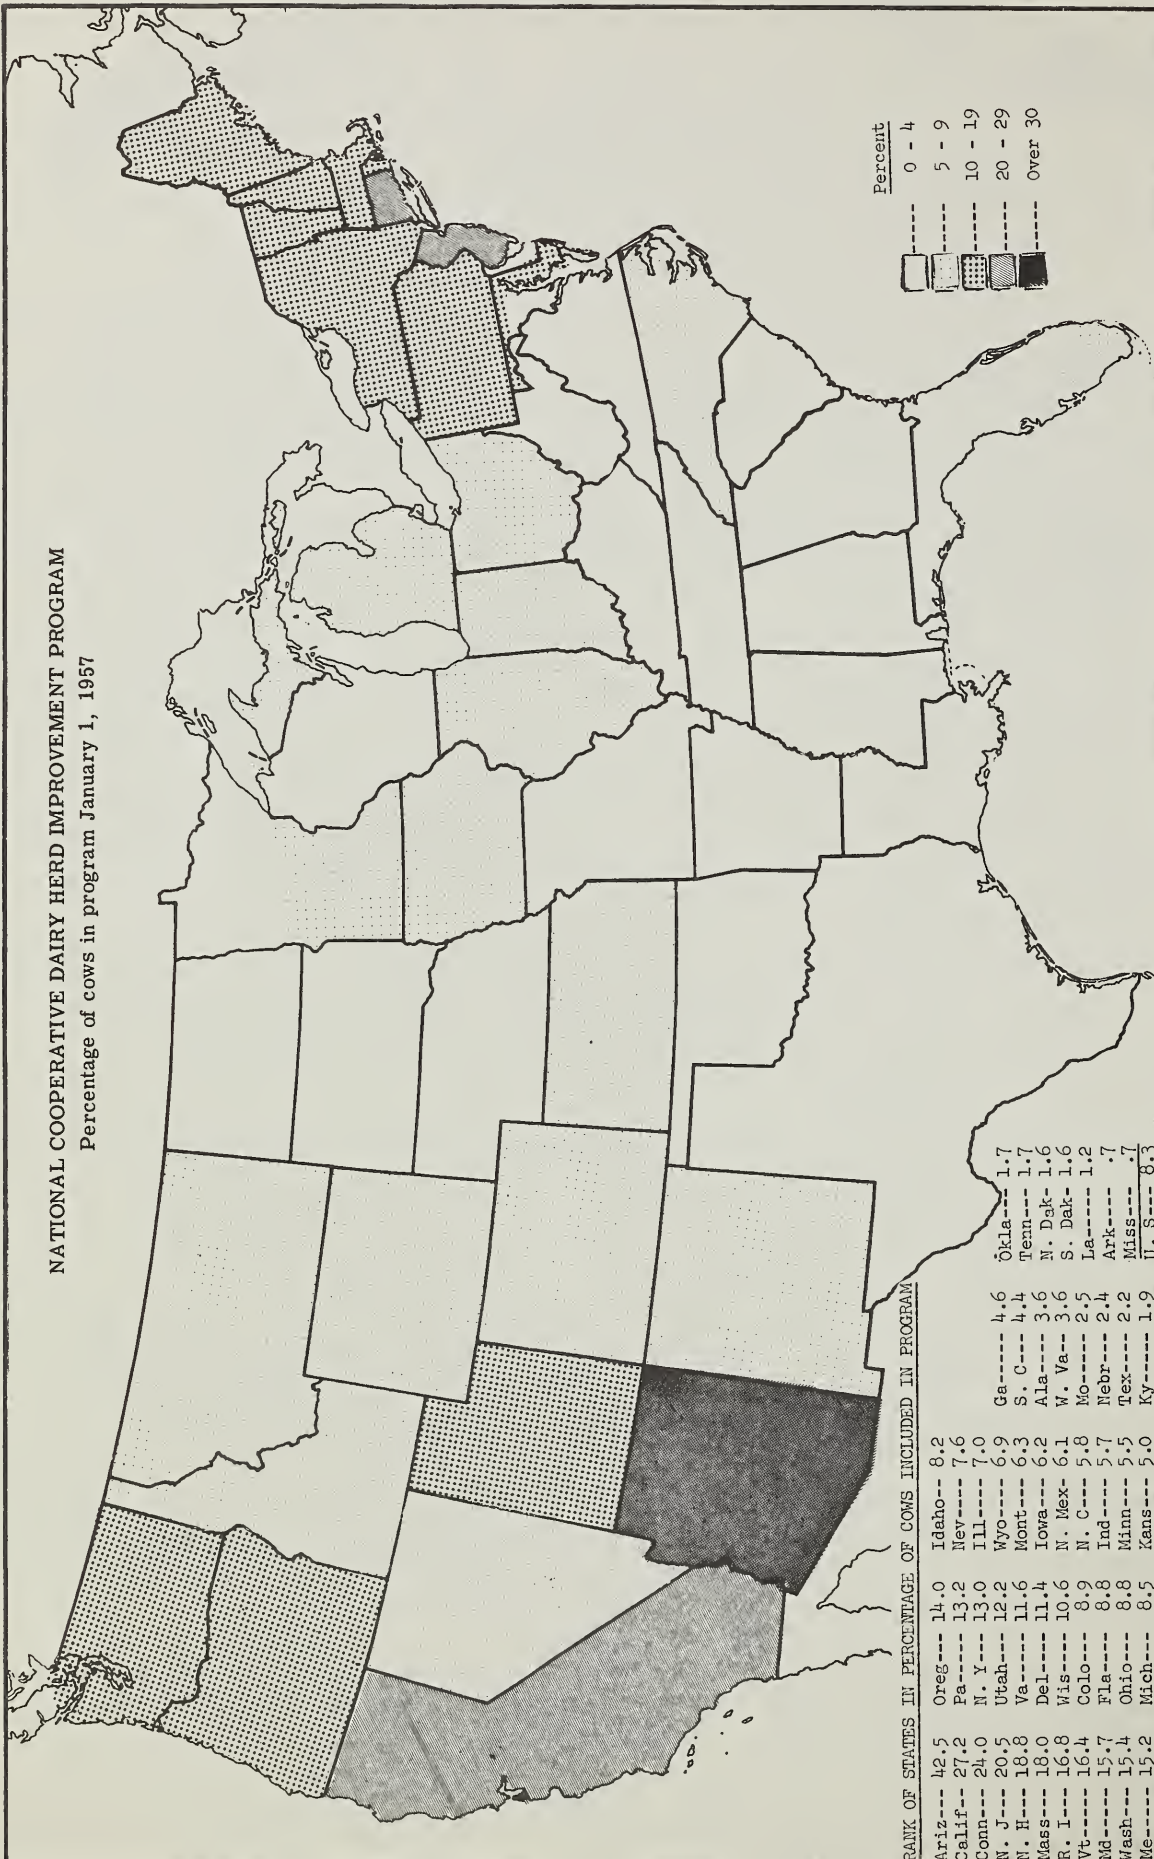 NATIONAL COOPERATIVE DAIRY HERD IMPROVEMENT PROGRAM
Percentage of cows in program January 1, 1957
Percent
------ 0 - 4
------ 5 - 9
------ 10 - 19
------ 20 - 29
------ Over 30
RANK OF STATES IN PERCENTAGE OF COWS INCLUDED IN PROGRAM
Ariz--- 42.5
Calif-- 27.2
Conn--- 24.0
N. J--- 20.5
N. H--- 18.8
Mass--- 18.0
R. I--- 16.8
Vt----- 16.4
Md----- 15.7
Wash--- 15.4
Me----- 15.2
Oreg--- 14.0
Pa----- 13.2
N. Y--- 13.0
Utah--- 12.2
Va----- 11.6
Del---- 11.4
Wis---- 10.6
Colo--- 8.9
Fla---- 8.8
Ohio--- 8.8
Mich--- 8.5
Idaho-- 8.2
Nev---- 7.6
Ill---- 7.0
Wyo---- 6.9
Mont--- 6.3
Iowa--- 6.2
N. Mex- 6.1
N. C--- 5.8
Ind---- 5.7
Minn--- 5.5
Kans--- 5.0
Ga----- 4.6
S. C--- 4.4
Ala---- 3.6
W. Va-- 3.6
Mo----- 2.5
Nebr--- 2.4
Tex---- 2.2
Ky----- 1.9
Okla--- 1.7
Tenn--- 1.7
N. Dak- 1.6
S. Dak- 1.6
La----- 1.2
Ark---- .7
Miss--- .7
U. S--- 8.3